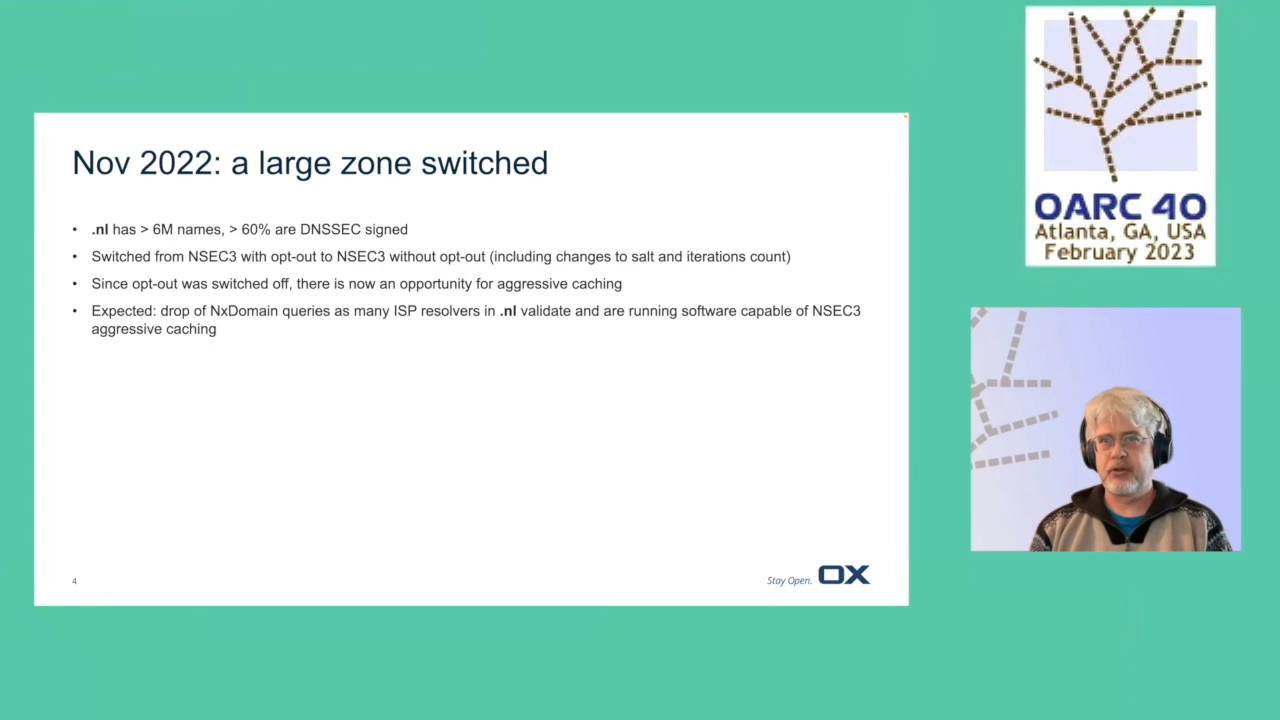 Nov 2022: a large zone switched
• .nl has > 6M names, > 60% are DNSSEC signed
• Switched from NSEC3 with opt-out to NSEC3 without opt-out (including changes to salt and iterations count)
• Since opt-out was switched off, there is now an opportunity for aggressive caching
• Expected: drop of NxDomain queries as many ISP resolvers in .nl validate and are running software capable of NSEC3
aggressive caching
4
Stay Open. OX
OARC 40
Atlanta, GA, USA
February 2023